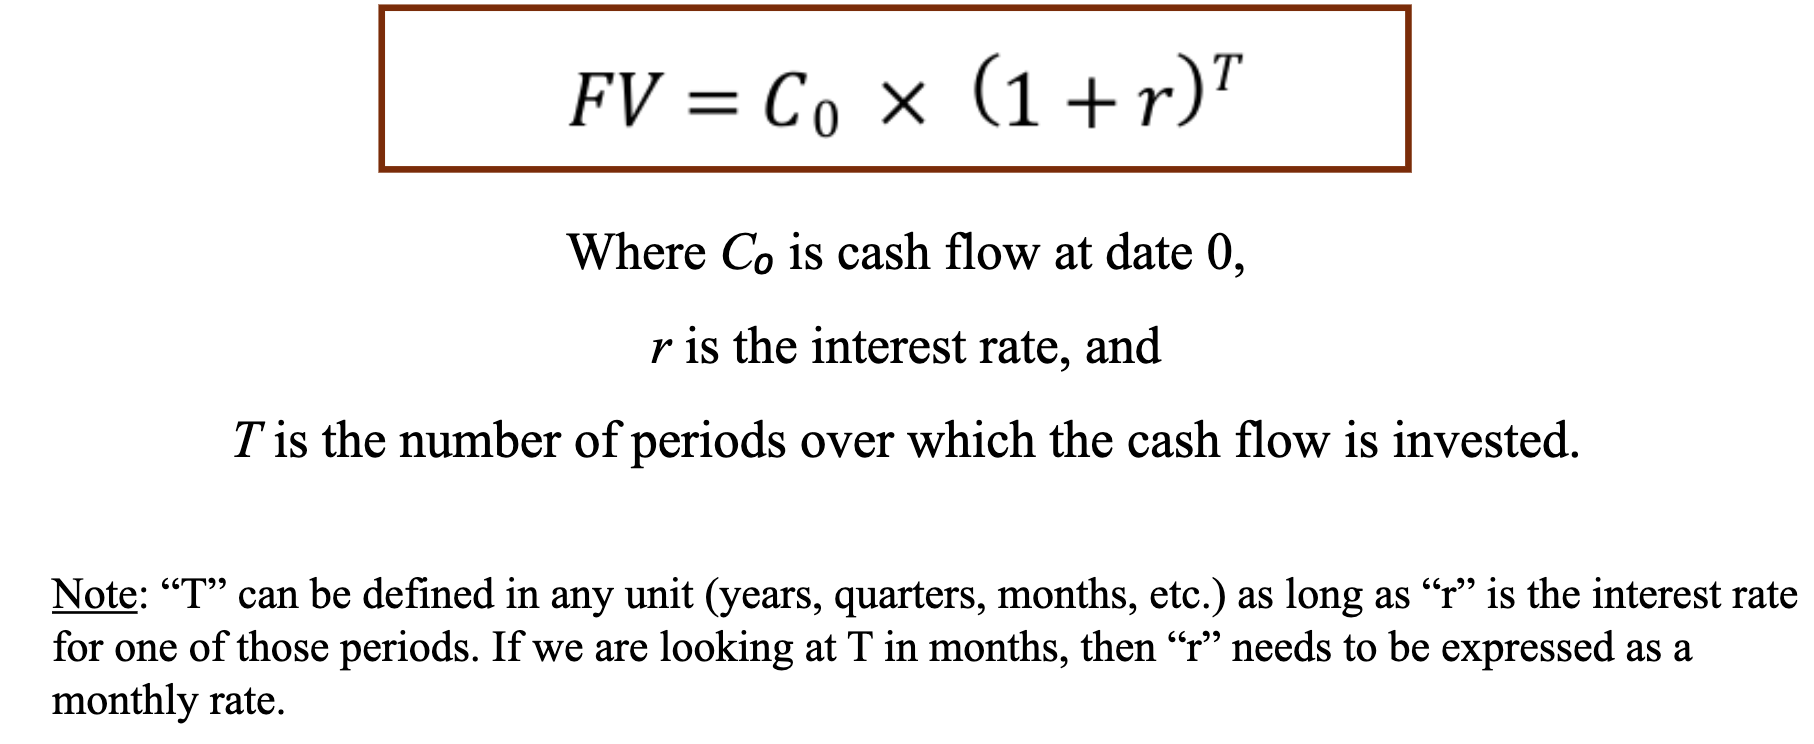 FV = C₀ × (1 + r)ᵀ
Where C₀ is cash flow at date 0,
r is the interest rate, and
T is the number of periods over which the cash flow is invested.
Note: “T” can be defined in any unit (years, quarters, months, etc.) as long as “r” is the interest rate
for one of those periods. If we are looking at T in months, then “r” needs to be expressed as a
monthly rate.